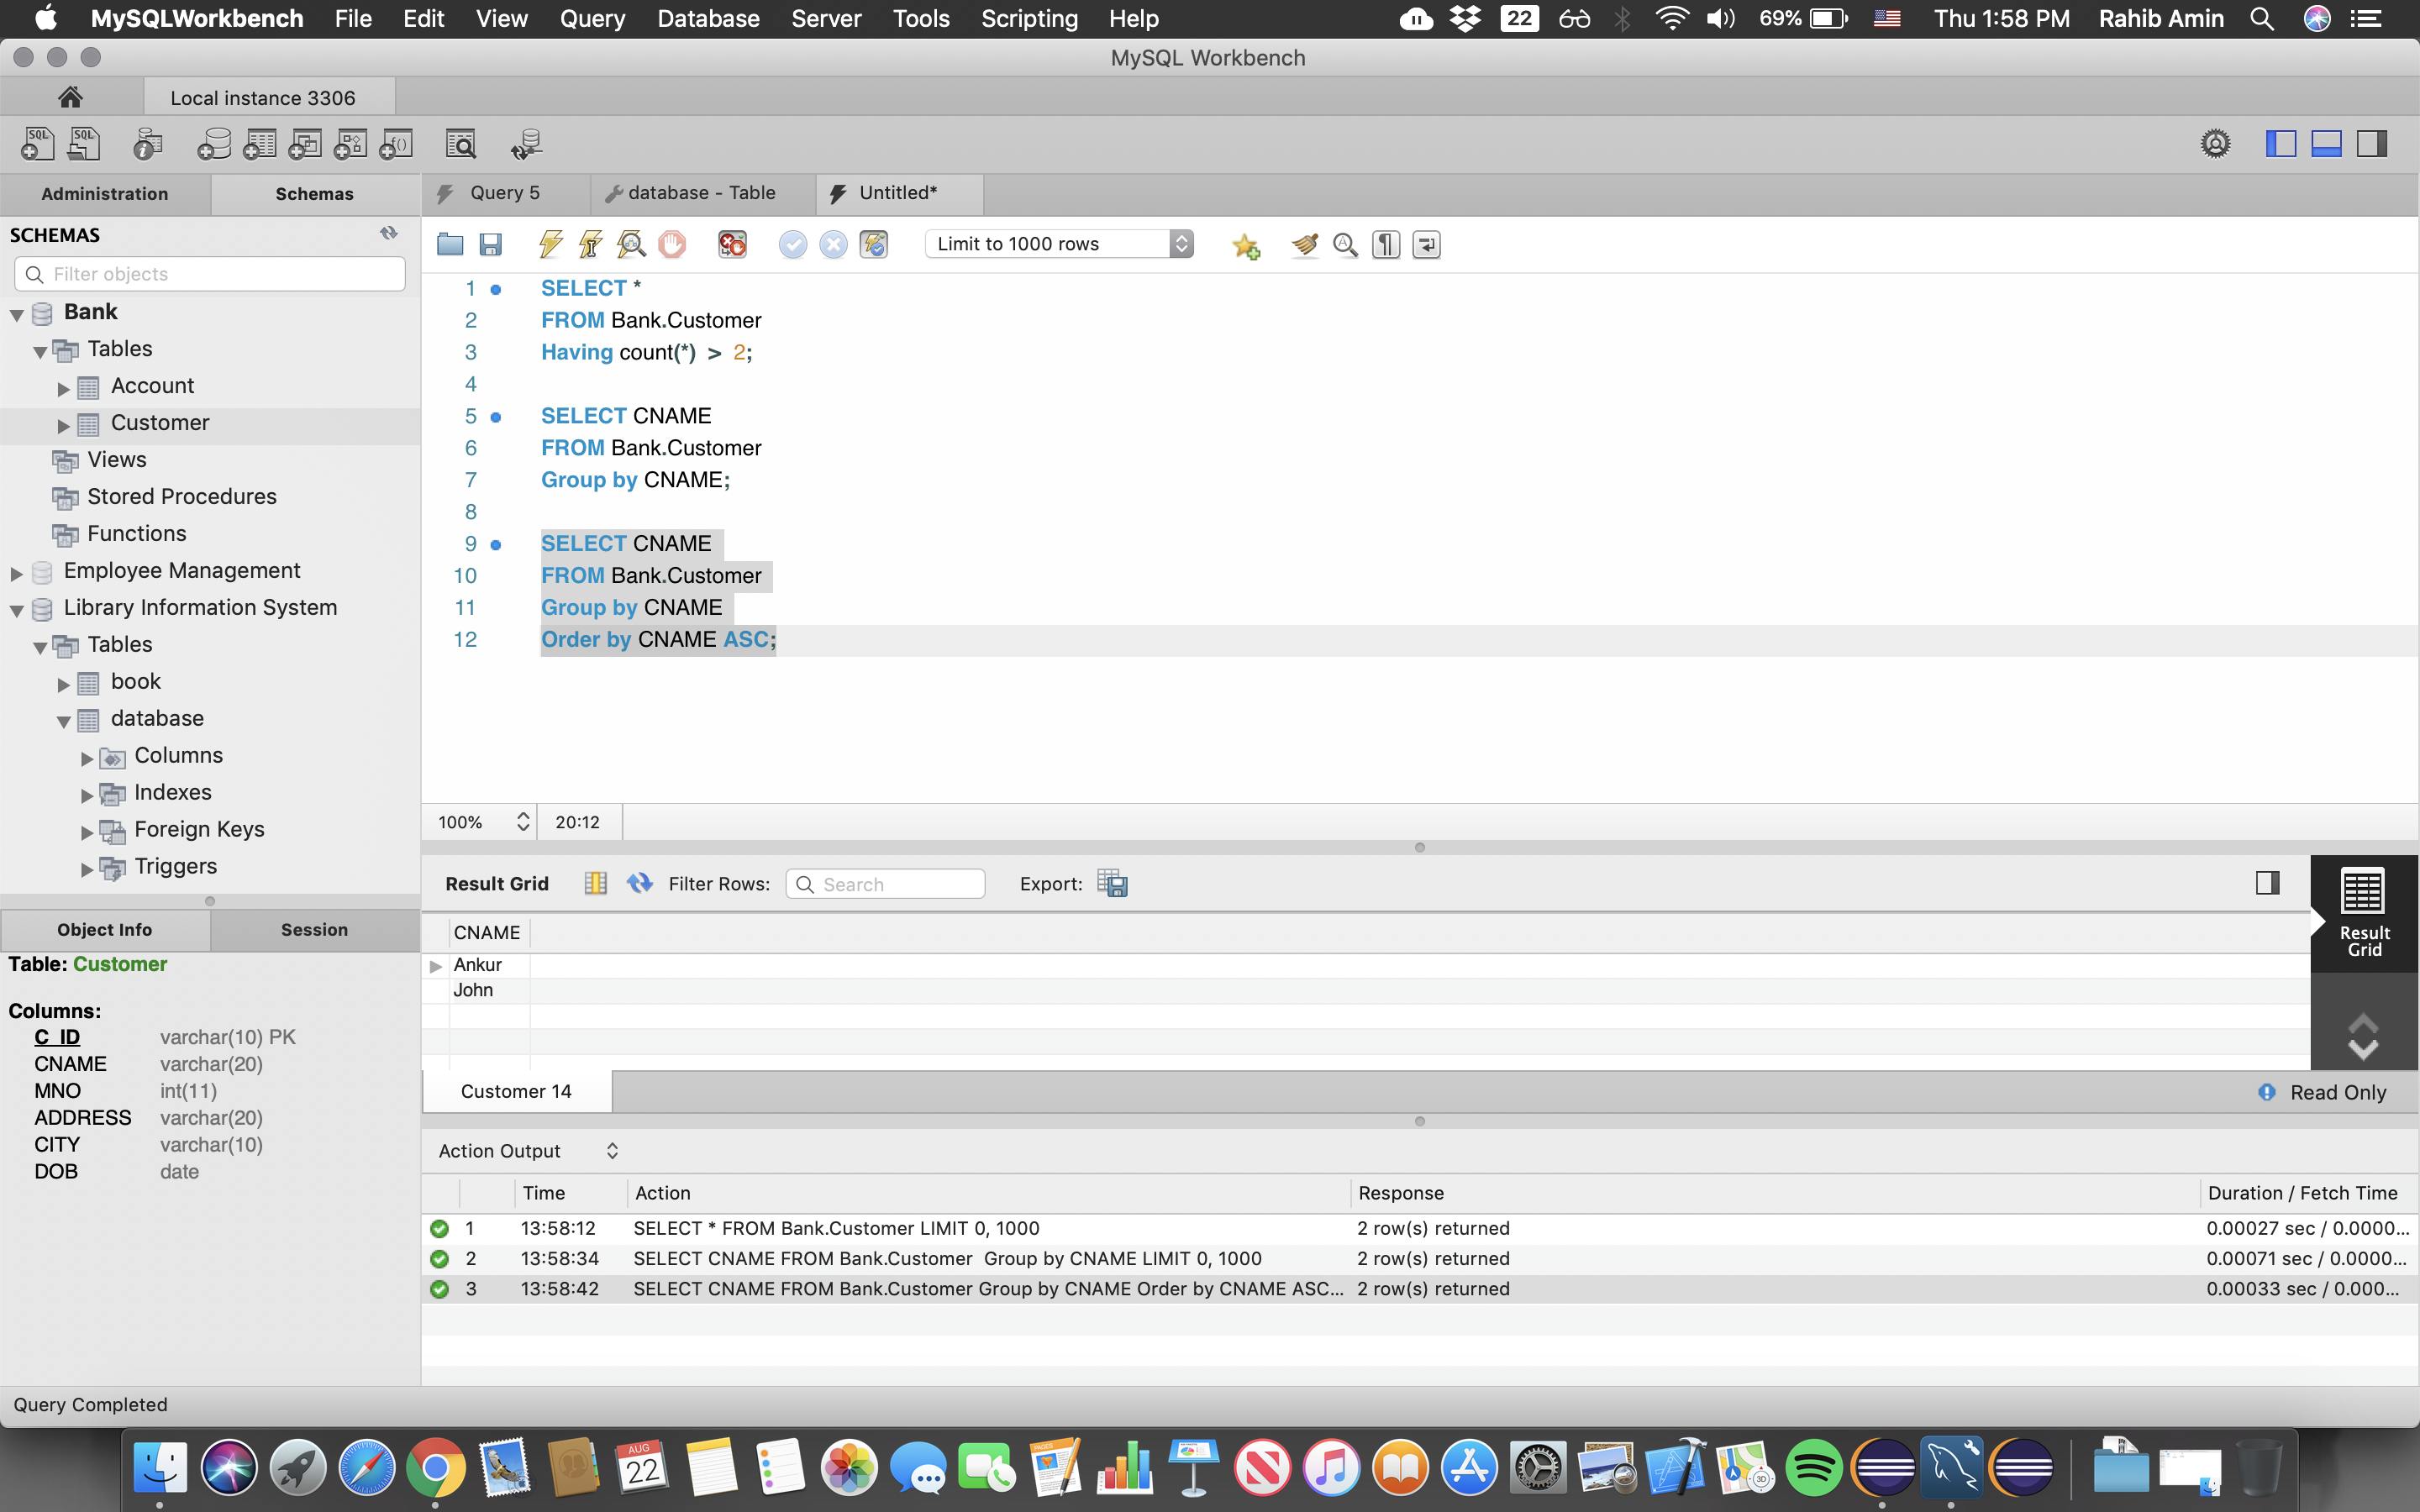 MySQLWorkbench File Edit View Query Database Server Tools Scripting Help 22 69% Thu 1:58 PM Rahib Amin
MySQL Workbench
Local instance 3306
SQL SQL
Administration Schemas
Query 5 database - Table Untitled*
SCHEMAS
Filter objects
Limit to 1000 rows
Bank
Tables
Account
Customer
Views
Stored Procedures
Functions
Employee Management
Library Information System
Tables
book
database
Columns
Indexes
Foreign Keys
Triggers
1 SELECT *
2 FROM Bank.Customer
3 Having count(*) > 2;
4
5 SELECT CNAME
6 FROM Bank.Customer
7 Group by CNAME;
8
9 SELECT CNAME
10 FROM Bank.Customer
11 Group by CNAME
12 Order by CNAME ASC;
100% 20:12
Result Grid Filter Rows: Search Export:
CNAME
Ankur
John
Result
Grid
Customer 14
Read Only
Object Info Session
Table: Customer
Columns:
C_ID varchar(10) PK
CNAME varchar(20)
MNO int(11)
ADDRESS varchar(20)
CITY varchar(10)
DOB date
Action Output
Time Action Response Duration / Fetch Time
1 13:58:12 SELECT * FROM Bank.Customer LIMIT 0, 1000 2 row(s) returned 0.00027 sec / 0.0000...
2 13:58:34 SELECT CNAME FROM Bank.Customer  Group by CNAME LIMIT 0, 1000 2 row(s) returned 0.00071 sec / 0.0000...
3 13:58:42 SELECT CNAME FROM Bank.Customer Group by CNAME Order by CNAME ASC... 2 row(s) returned 0.00033 sec / 0.000...
Query Completed
AUG
22
PAGES
3D